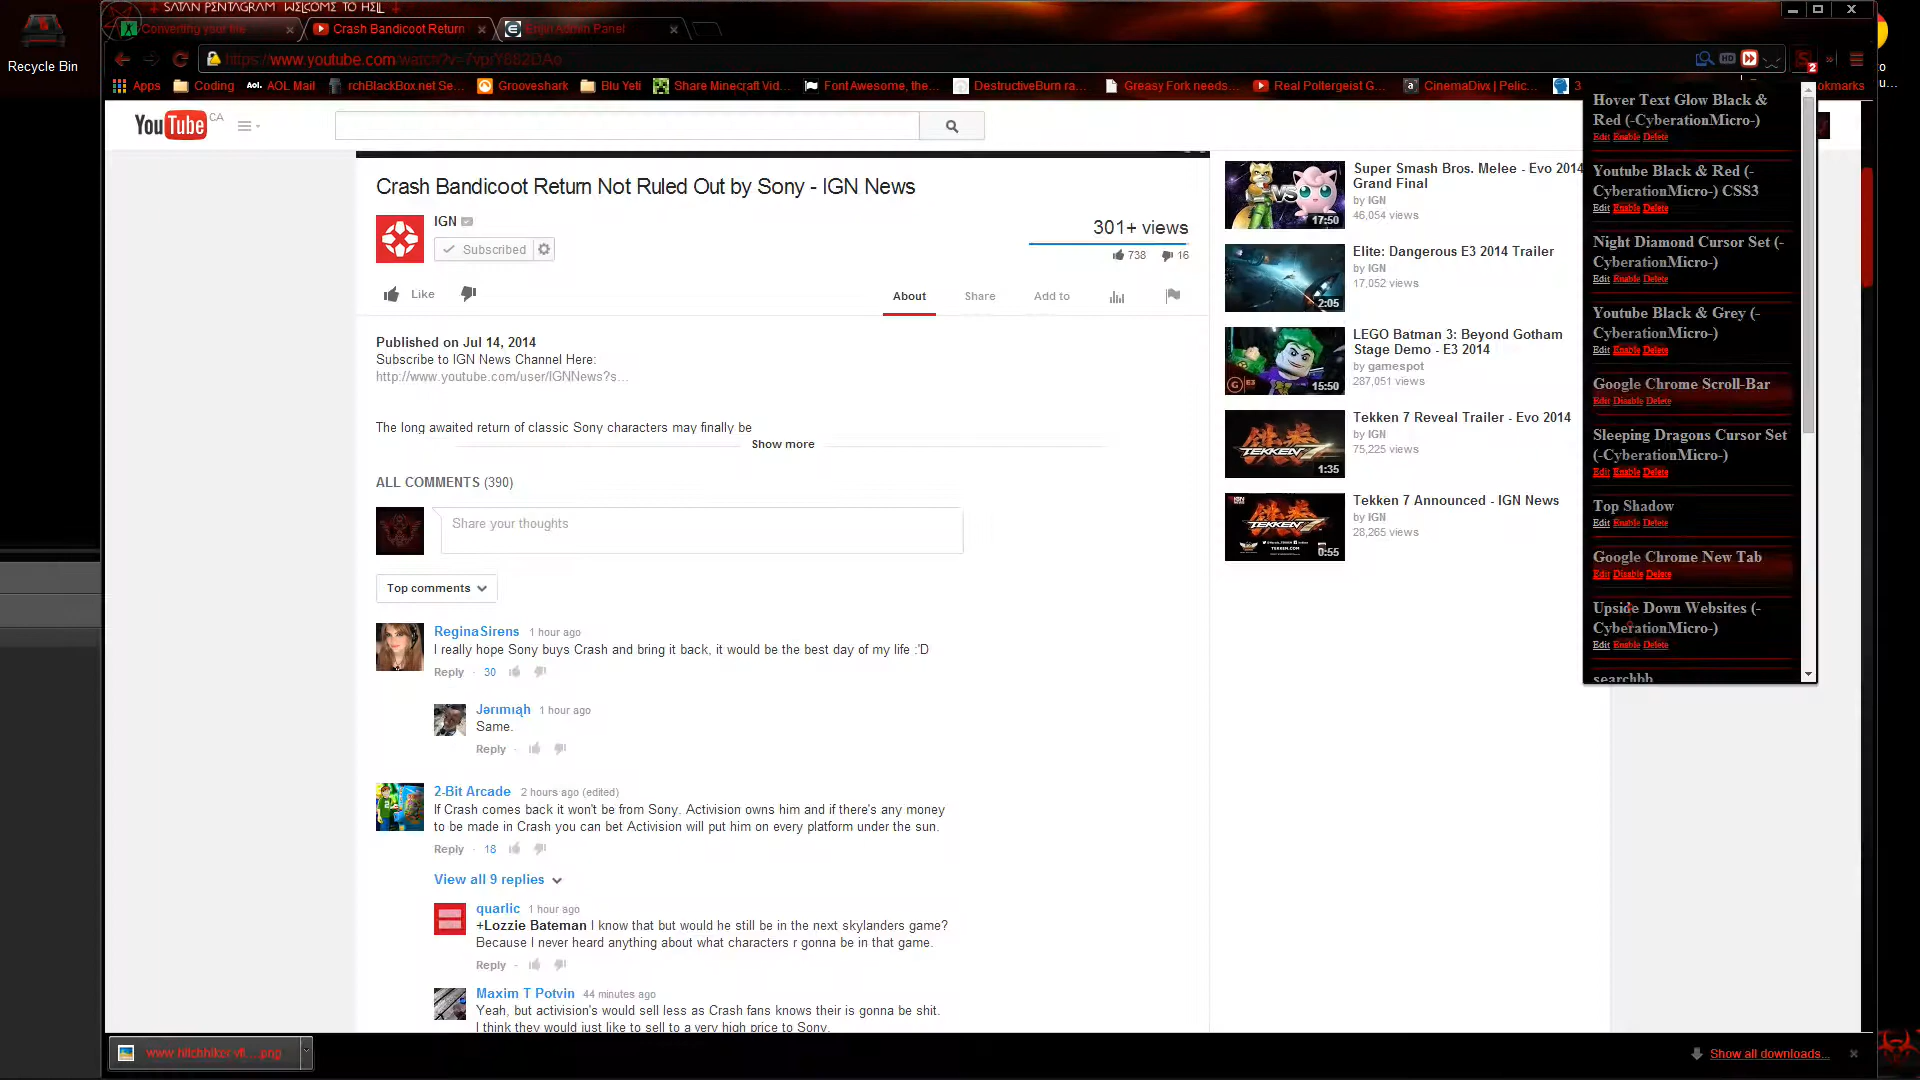 SATAN PENTAGRAM WELCOME TO HELL
Recycle Bin
Converting your life
Crash Bandicoot Return
Enjin Admin Panel
https://www.youtube.com/watch?v=7vprY882DAo
HD
2
Apps
Coding
Aol. AOL Mail
rchBlackBox.net Se...
Grooveshark
Blu Yeti
Share Minecraft Vid...
Font Awesome, the...
DestructiveBurn ra...
Greasy Fork needs...
Real Poltergeist G...
CinemaDivx | Pelic...
3
okmarks
YouTube CA
Crash Bandicoot Return Not Ruled Out by Sony - IGN News
IGN
Subscribed
301+ views
738 16
Like
About Share Add to
Published on Jul 14, 2014
Subscribe to IGN News Channel Here:
http://www.youtube.com/user/IGNNews?s...
The long awaited return of classic Sony characters may finally be
Show more
ALL COMMENTS (390)
Share your thoughts
Top comments
ReginaSirens 1 hour ago
I really hope Sony buys Crash and bring it back, it would be the best day of my life :'D
Reply · 30
Jərımıąh 1 hour ago
Same.
Reply ·
2-Bit Arcade 2 hours ago (edited)
If Crash comes back it won't be from Sony. Activision owns him and if there's any money
to be made in Crash you can bet Activision will put him on every platform under the sun.
Reply · 18
View all 9 replies
quarlic 1 hour ago
+Lozzie Bateman I know that but would he still be in the next skylanders game?
Because I never heard anything about what characters r gonna be in that game.
Reply ·
Maxim T Potvin 44 minutes ago
Yeah, but activision's would sell less as Crash fans knows their is gonna be shit.
I think they would just like to sell to a very high price to Sony.
VS
17:50
Super Smash Bros. Melee - Evo 2014
Grand Final
by IGN
46,054 views
2:05
Elite: Dangerous E3 2014 Trailer
by IGN
17,052 views
15:50
LEGO Batman 3: Beyond Gotham
Stage Demo - E3 2014
by gamespot
287,051 views
TEKKEN 7
1:35
Tekken 7 Reveal Trailer - Evo 2014
by IGN
75,225 views
TEKKEN 7
0:55
Tekken 7 Announced - IGN News
by IGN
28,265 views
Hover Text Glow Black &
Red (-CyberationMicro-)
Edit Enable Delete
Youtube Black & Red (-
CyberationMicro-) CSS3
Edit Enable Delete
Night Diamond Cursor Set (-
CyberationMicro-)
Edit Enable Delete
Youtube Black & Grey (-
CyberationMicro-)
Edit Enable Delete
Google Chrome Scroll-Bar
Edit Disable Delete
Sleeping Dragons Cursor Set
(-CyberationMicro-)
Edit Enable Delete
Top Shadow
Edit Enable Delete
Google Chrome New Tab
Edit Disable Delete
Upside Down Websites (-
CyberationMicro-)
Edit Enable Delete
searchbb
Show all downloads...